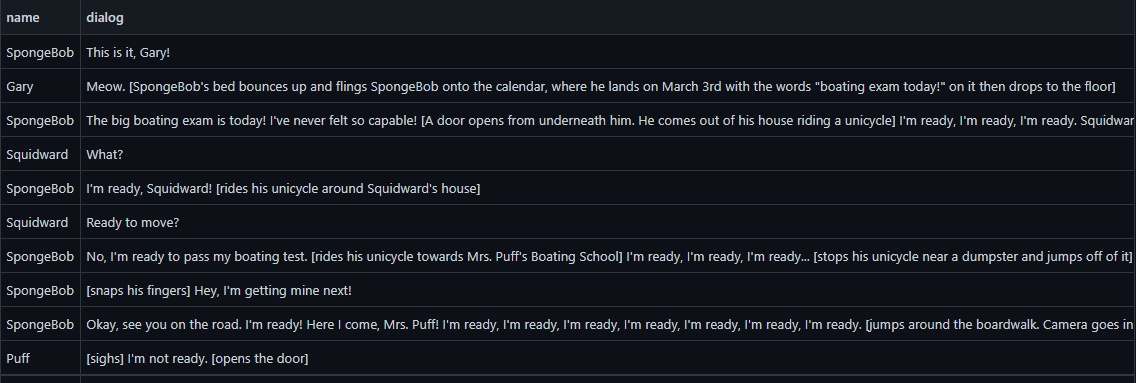 name dialog
SpongeBob This is it, Gary!
Gary Meow. [SpongeBob's bed bounces up and flings SpongeBob onto the calendar, where he lands on March 3rd with the words "boating exam today!" on it then drops to the floor]
SpongeBob The big boating exam is today! I've never felt so capable! [A door opens from underneath him. He comes out of his house riding a unicycle] I'm ready, I'm ready, I'm ready. Squidwar
Squidward What?
SpongeBob I'm ready, Squidward! [rides his unicycle around Squidward's house]
Squidward Ready to move?
SpongeBob No, I'm ready to pass my boating test. [rides his unicycle towards Mrs. Puff's Boating School] I'm ready, I'm ready, I'm ready... [stops his unicycle near a dumpster and jumps off of it]
SpongeBob [snaps his fingers] Hey, I'm getting mine next!
SpongeBob Okay, see you on the road. I'm ready! Here I come, Mrs. Puff! I'm ready, I'm ready, I'm ready, I'm ready, I'm ready, I'm ready, I'm ready. [jumps around the boardwalk. Camera goes in
Puff [sighs] I'm not ready. [opens the door]